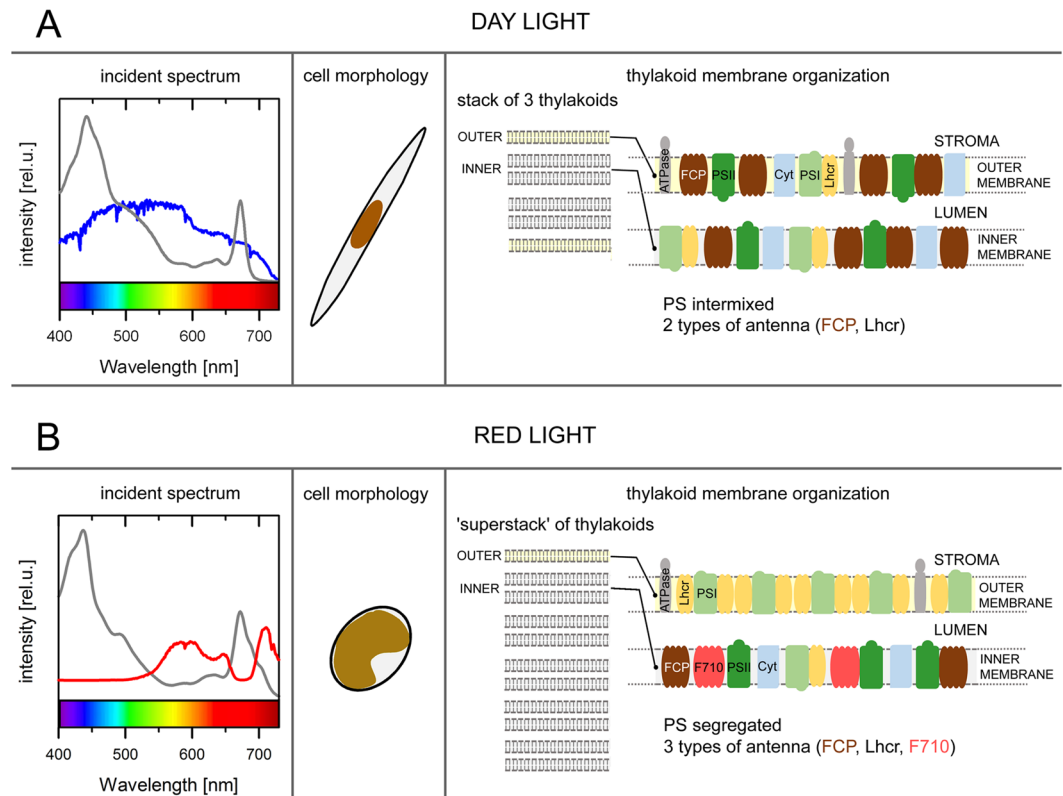 A
DAY LIGHT
incident spectrum
intensity [rel.u.]
400 500 600 700
Wavelength [nm]
cell morphology
thylakoid membrane organization
stack of 3 thylakoids
OUTER
INNER
STROMA
ATPase FCP PSII Cyt PSI Lhcr
OUTER
MEMBRANE
LUMEN
INNER
MEMBRANE
PS intermixed
2 types of antenna (FCP, Lhcr)
B
RED LIGHT
incident spectrum
intensity [rel.u.]
400 500 600 700
Wavelength [nm]
cell morphology
thylakoid membrane organization
'superstack' of thylakoids
OUTER
INNER
STROMA
ATPase Lhcr PSI
OUTER
MEMBRANE
LUMEN
FCP F710 PSII Cyt
INNER
MEMBRANE
PS segregated
3 types of antenna (FCP, Lhcr, F710)